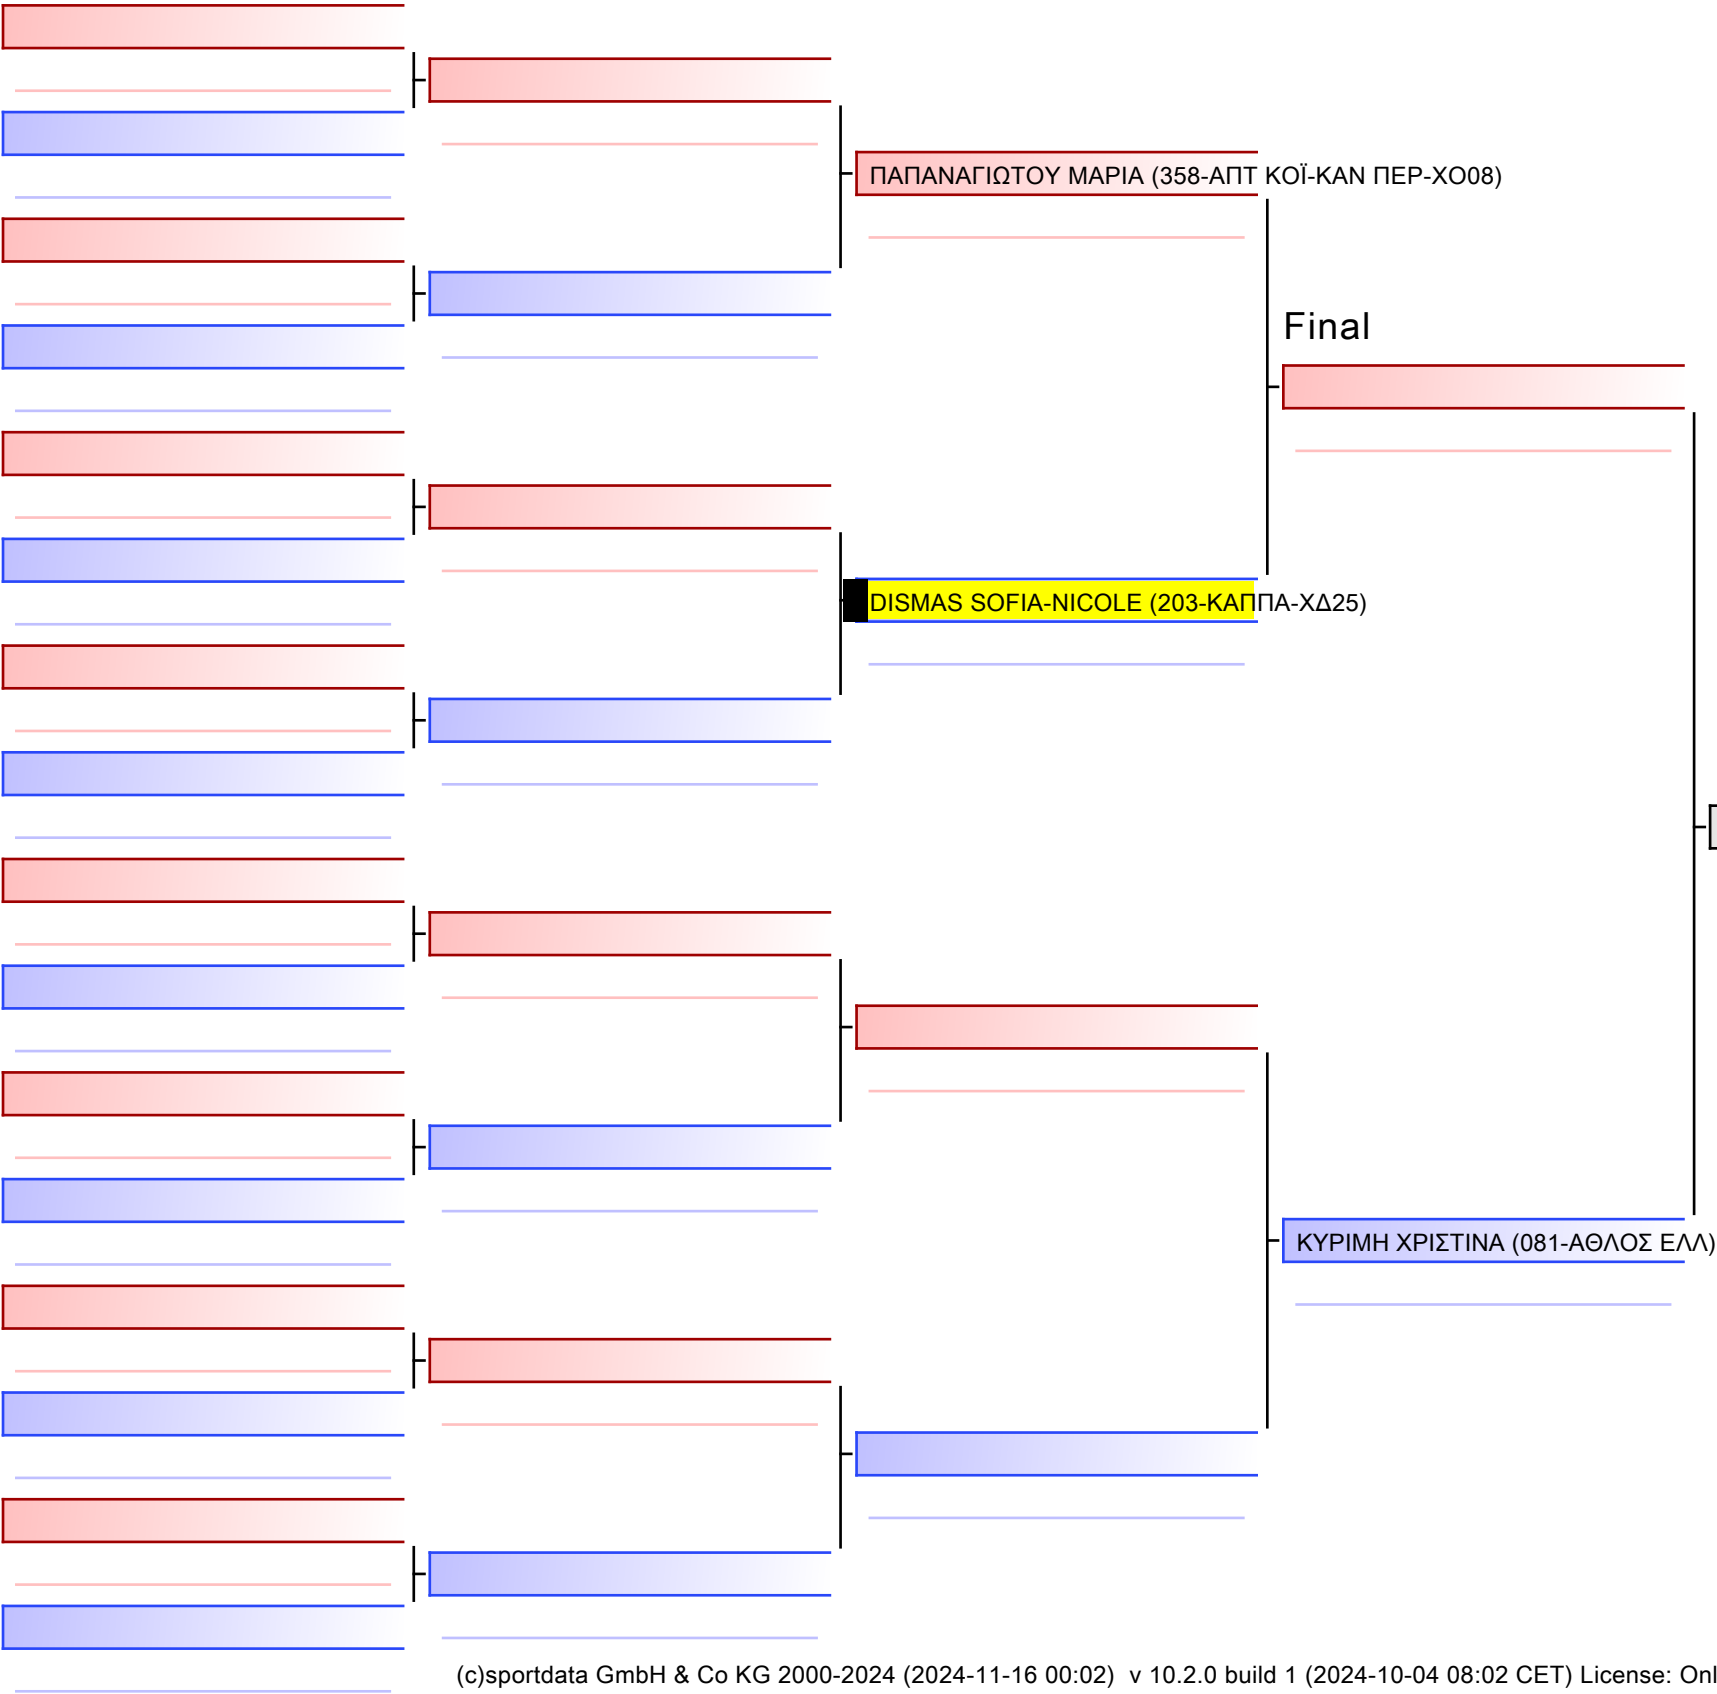 ΠΑΠΑΝΑΓΙΩΤΟΥ ΜΑΡΙΑ (358-ΑΠΤ ΚΟΪ-ΚΑΝ ΠΕΡ-ΧΟ08)
Final
DISMAS SOFIA-NICOLE (203-ΚΑΠΠΑ-ΧΔ25)
ΚΥΡΙΜΗ ΧΡΙΣΤΙΝΑ (081-ΑΘΛΟΣ ΕΛΛ)
(c)sportdata GmbH & Co KG 2000-2024 (2024-11-16 00:02) v 10.2.0 build 1 (2024-10-04 08:02 CET) License: Onl